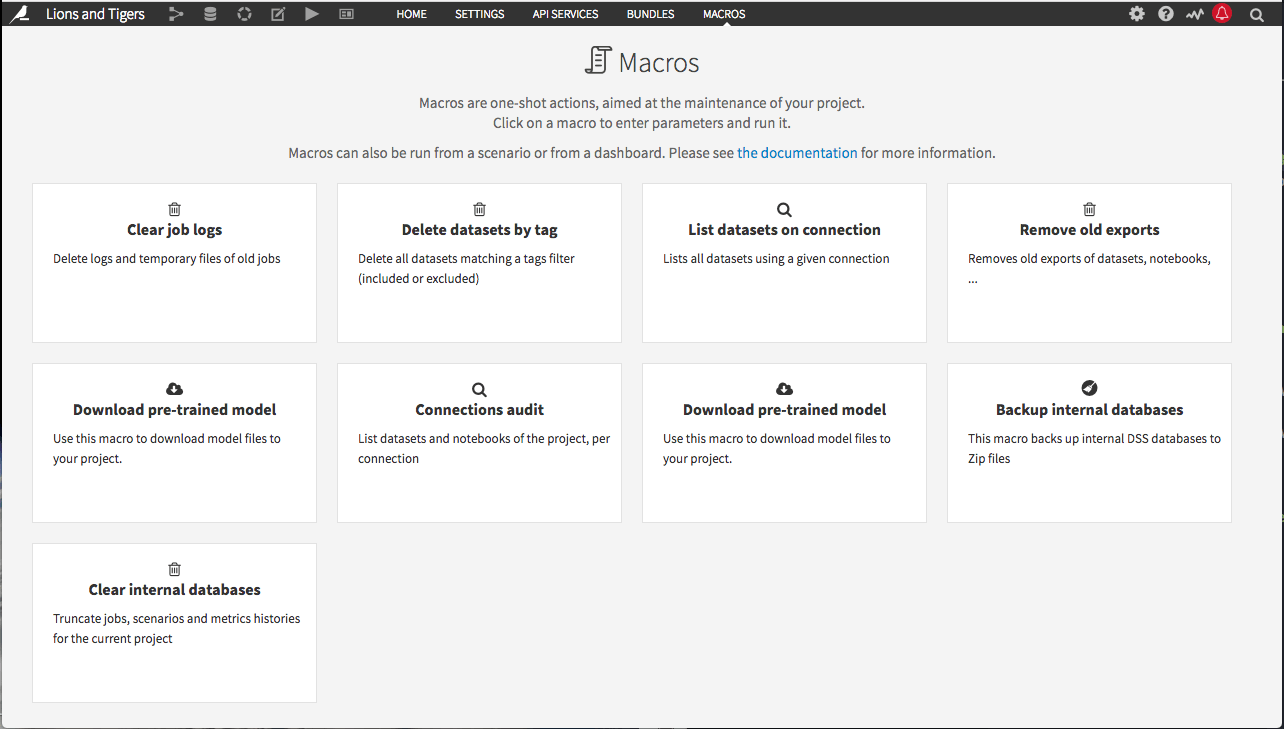 Lions and Tigers HOME SETTINGS API SERVICES BUNDLES MACROS
Macros
Macros are one-shot actions, aimed at the maintenance of your project.
Click on a macro to enter parameters and run it.
Macros can also be run from a scenario or from a dashboard. Please see the documentation for more information.
Clear job logs
Delete logs and temporary files of old jobs
Delete datasets by tag
Delete all datasets matching a tags filter
(included or excluded)
List datasets on connection
Lists all datasets using a given connection
Remove old exports
Removes old exports of datasets, notebooks,
...
Download pre-trained model
Use this macro to download model files to
your project.
Connections audit
List datasets and notebooks of the project, per
connection
Download pre-trained model
Use this macro to download model files to
your project.
Backup internal databases
This macro backs up internal DSS databases to
Zip files
Clear internal databases
Truncate jobs, scenarios and metrics histories
for the current project